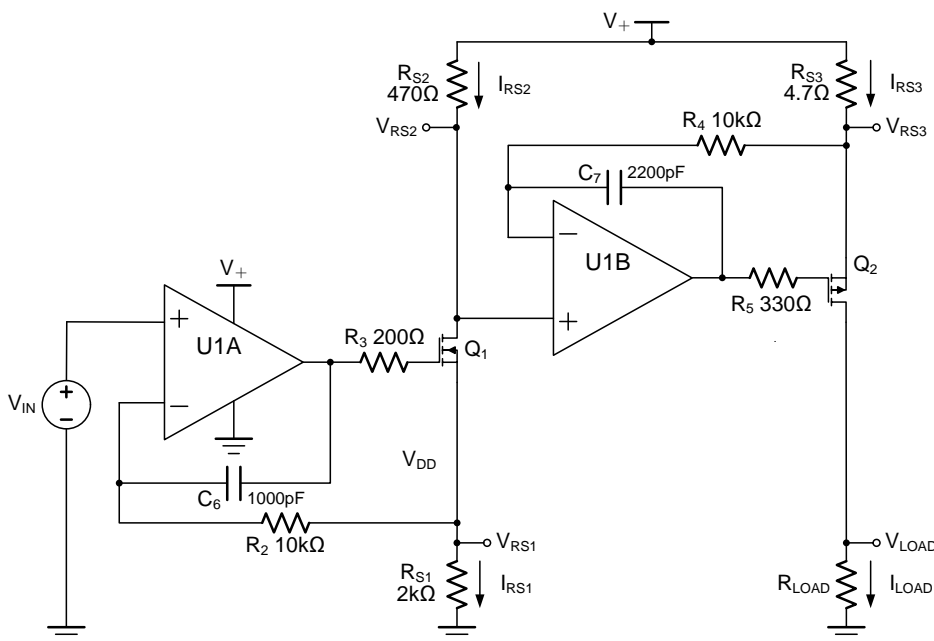 V+
RS2
470Ω
IRS2
RS3
4.7Ω
IRS3
VRS2
R4 10kΩ
VRS3
C7 2200pF
−
U1B
+
Q2
R5 330Ω
V+
+
U1A
−
R3 200Ω
Q1
VIN
+
−
VDD
C6 1000pF
R2 10kΩ
VRS1
RS1
2kΩ
IRS1
VLOAD
RLOAD
ILOAD